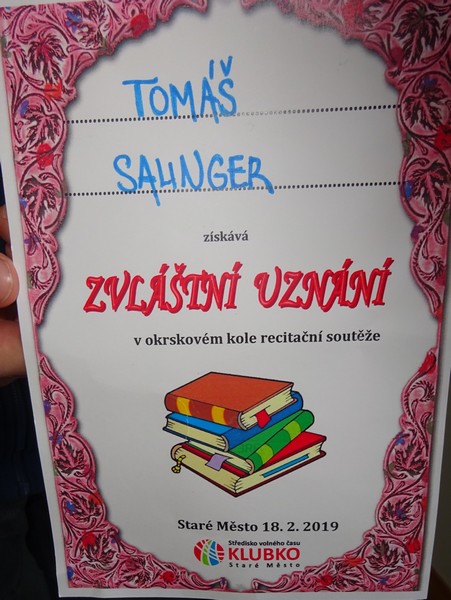 TOMÁŠ
SALINGER
získává
ZVLÁŠTNÍ UZNÁNÍ
v okrskovém kole recitační soutěže
Staré Město 18. 2. 2019
Středisko volného času
KLUBKO
Staré Město